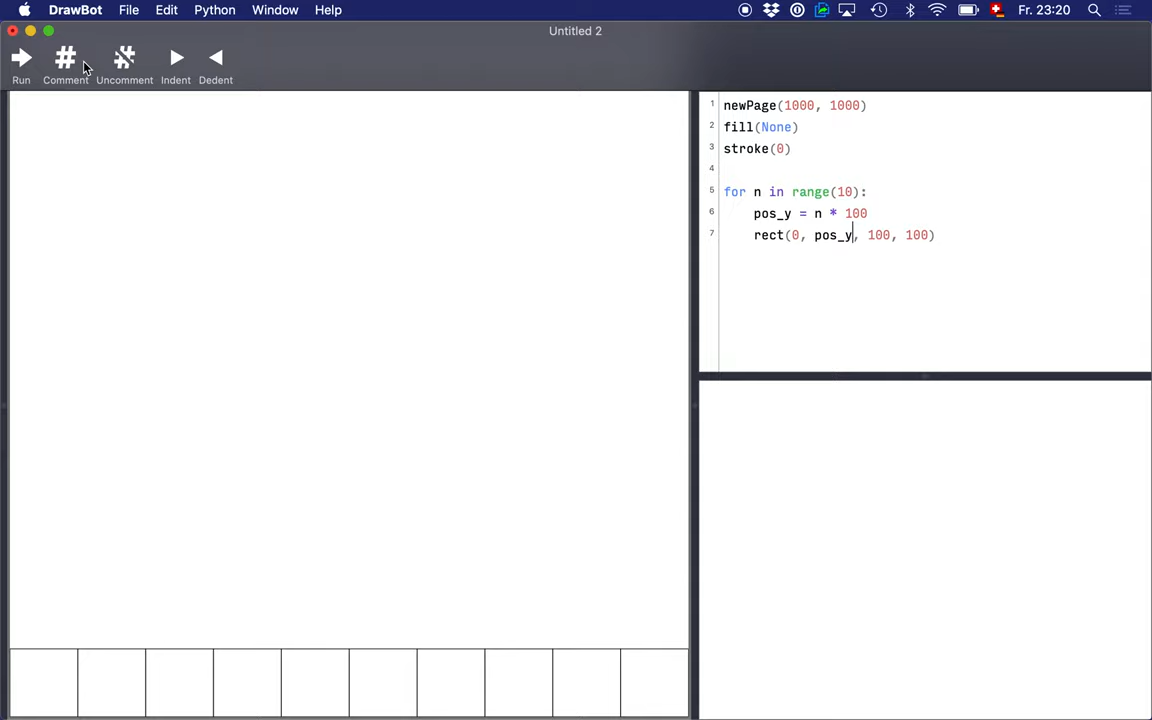 DrawBot File Edit Python Window Help Fr. 23:20
Untitled 2
Run Comment Uncomment Indent Dedent
1 newPage(1000, 1000)
2 fill(None)
3 stroke(0)
4
5 for n in range(10):
6 pos_y = n * 100
7 rect(0, pos_y, 100, 100)